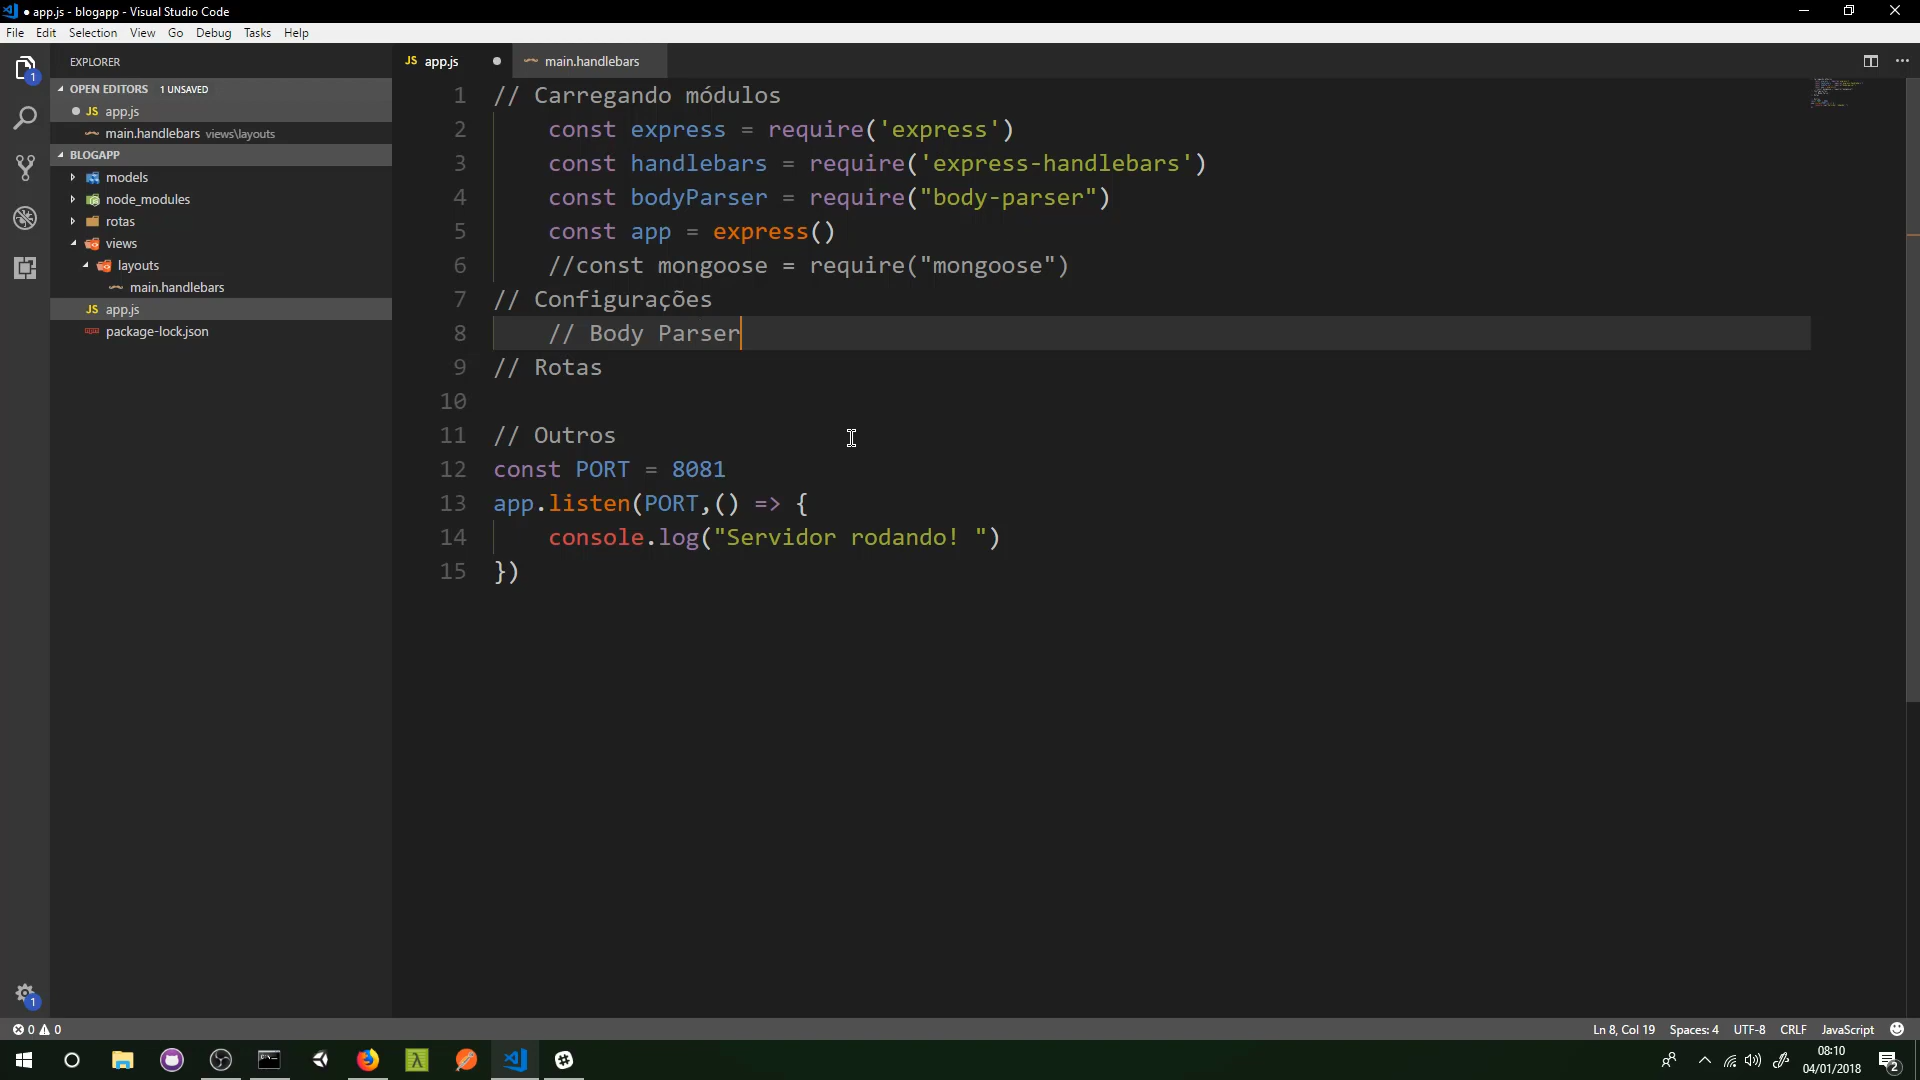 app.js - blogapp - Visual Studio Code
File Edit Selection View Go Debug Tasks Help
EXPLORER
OPEN EDITORS 1 UNSAVED
JS app.js
main.handlebars views\layouts
BLOGAPP
models
node_modules
rotas
views
layouts
main.handlebars
JS app.js
package-lock.json
1
1
JS app.js
main.handlebars
1 // Carregando módulos
2 const express = require('express')
3 const handlebars = require('express-handlebars')
4 const bodyParser = require("body-parser")
5 const app = express()
6 //const mongoose = require("mongoose")
7 // Configurações
8 // Body Parser
9 // Rotas
10
11 // Outros
12 const PORT = 8081
13 app.listen(PORT,() => {
14 console.log("Servidor rodando! ")
15 })
0 0
Ln 8, Col 19 Spaces: 4 UTF-8 CRLF JavaScript
08:10
04/01/2018
2